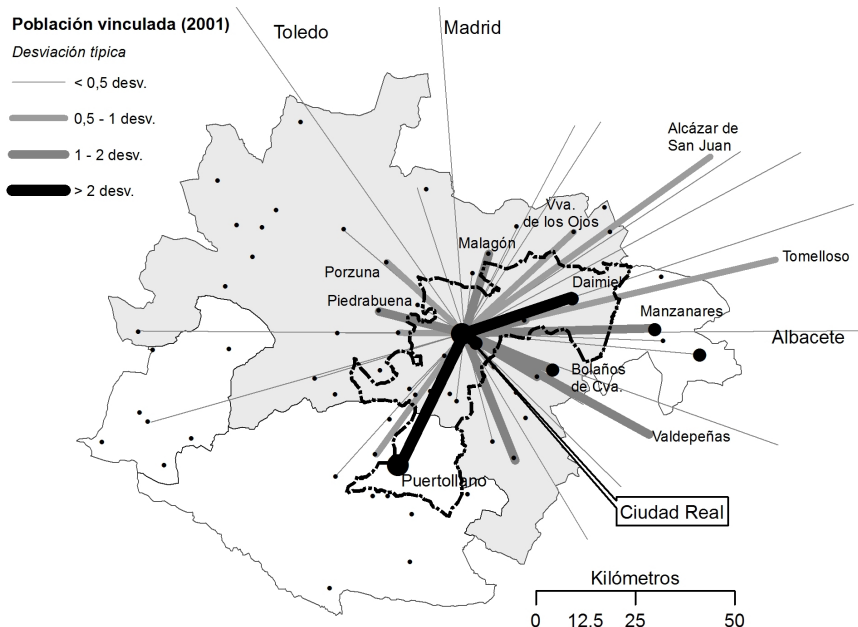 Población vinculada (2001)
Desviación típica
< 0,5 desv.
0,5 - 1 desv.
1 - 2 desv.
> 2 desv.
Toledo
Madrid
Alcázar de
San Juan
Vva.
de los Ojos
Malagón
Tomelloso
Porzuna
Daimiel
Piedrabuena
Manzanares
Albacete
Bolaños
de Cva.
Valdepeñas
Puertollano
Ciudad Real
Kilómetros
0 12.5 25 50